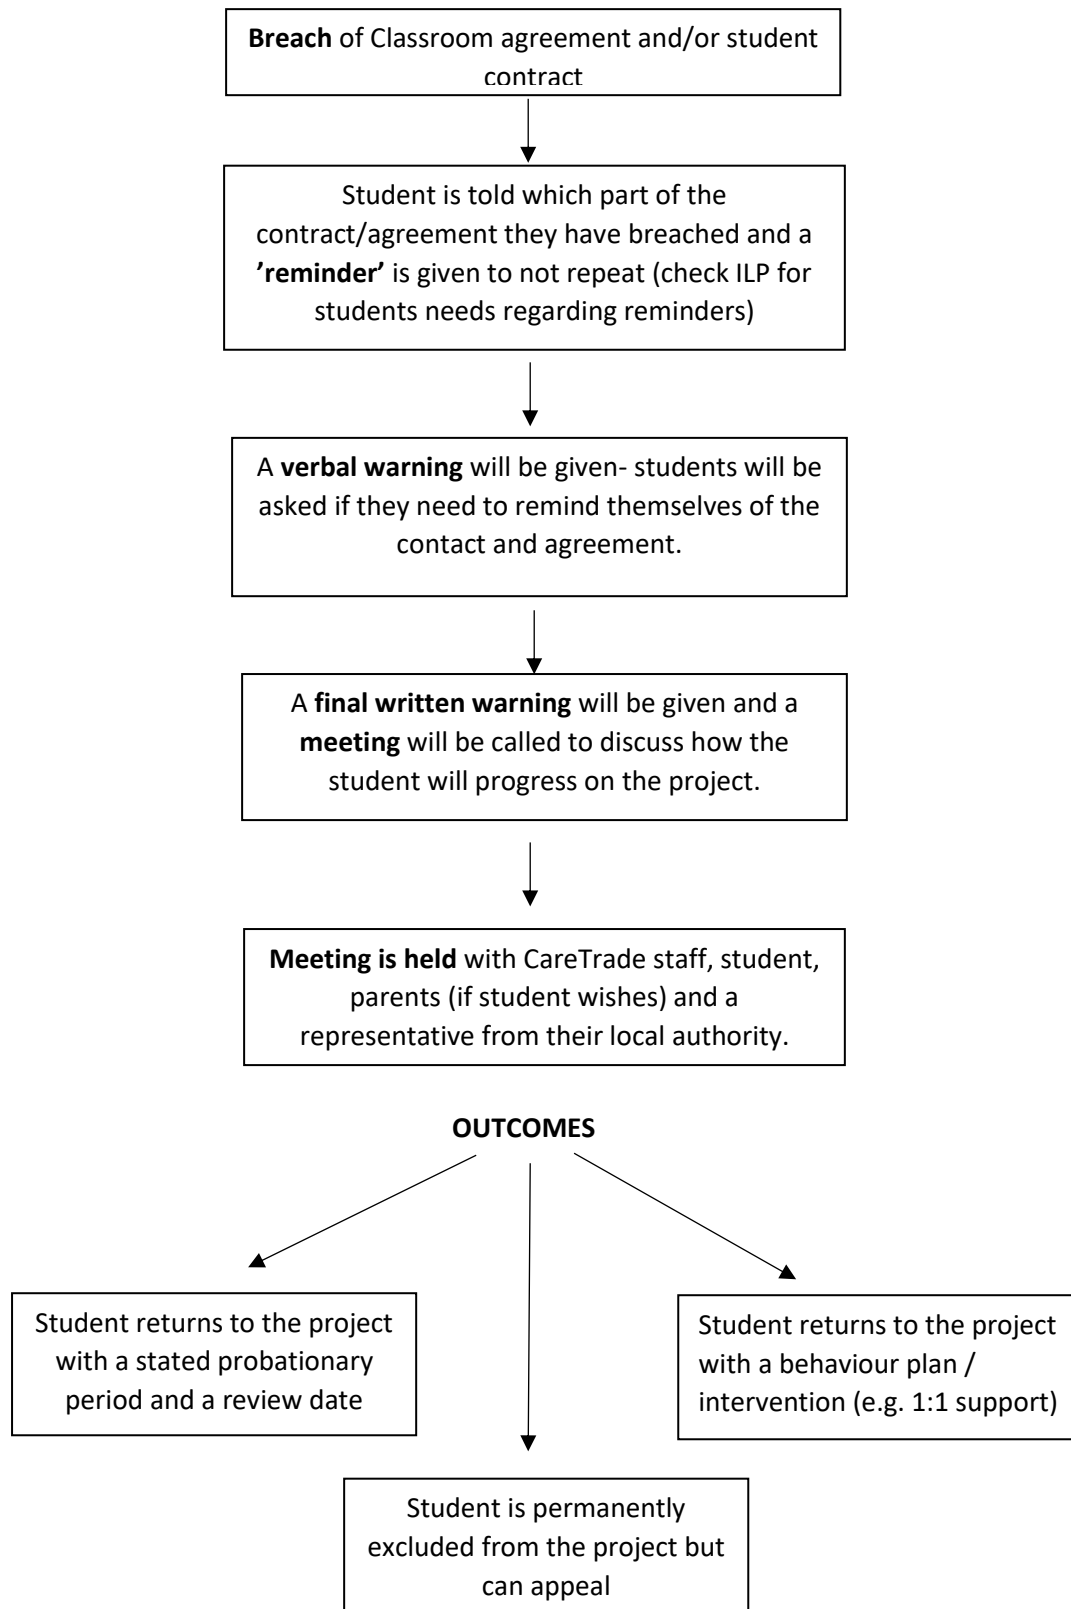 Breach of Classroom agreement and/or student
contract
Student is told which part of the
contract/agreement they have breached and a
’reminder’ is given to not repeat (check ILP for
students needs regarding reminders)
A verbal warning will be given- students will be
asked if they need to remind themselves of the
contact and agreement.
A final written warning will be given and a
meeting will be called to discuss how the
student will progress on the project.
Meeting is held with CareTrade staff, student,
parents (if student wishes) and a
representative from their local authority.
OUTCOMES
Student returns to the project
with a stated probationary
period and a review date
Student returns to the project
with a behaviour plan /
intervention (e.g. 1:1 support)
Student is permanently
excluded from the project but
can appeal